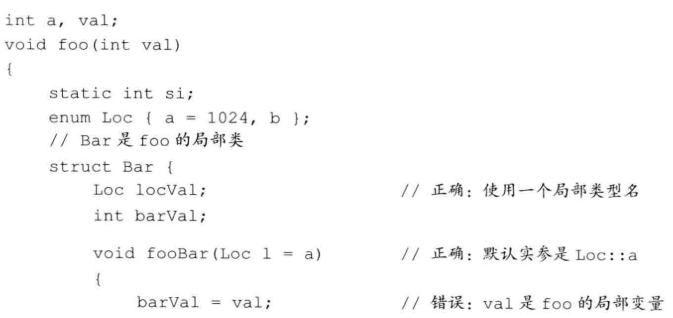 int a, val;
void foo(int val)
{
    static int si;
    enum Loc { a = 1024, b };
    // Bar 是 foo 的局部类
    struct Bar {
        Loc locVal;                // 正确：使用一个局部类型名
        int barVal;
        void fooBar(Loc l = a)     // 正确：默认实参是 Loc::a
        {
            barVal = val;          // 错误：val 是 foo 的局部变量